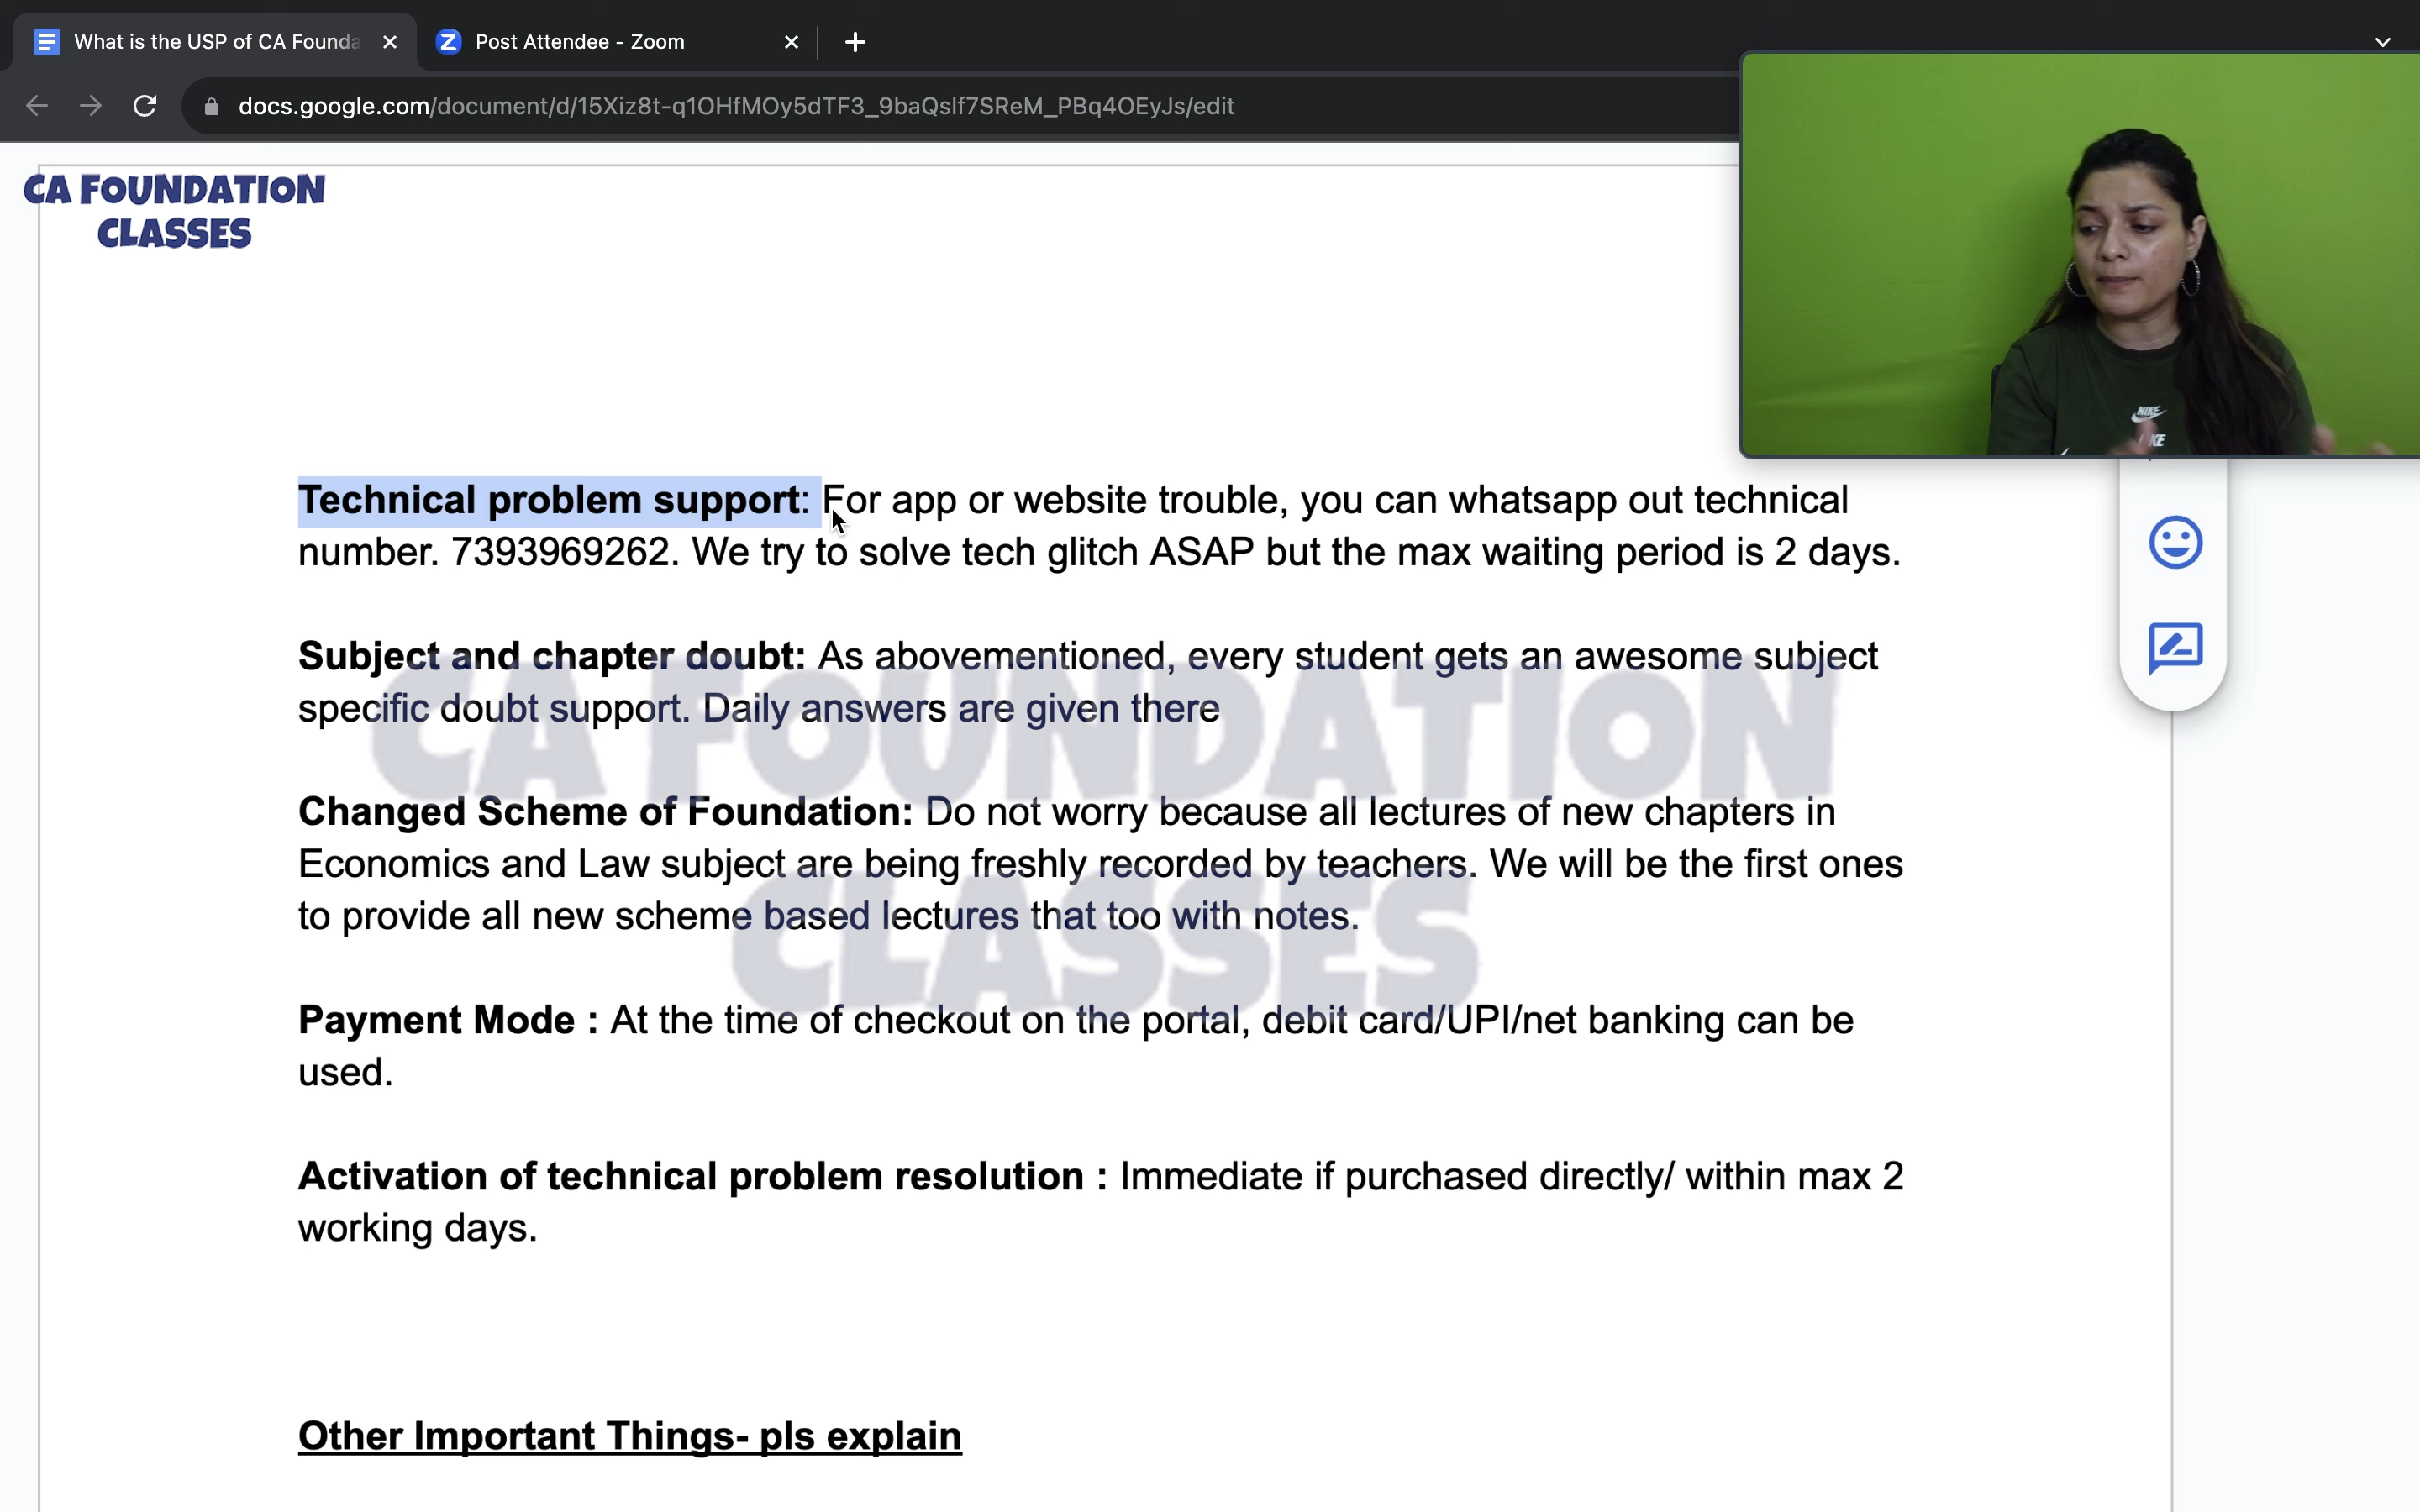 What is the USP of CA Founda
Post Attendee - Zoom
docs.google.com/document/d/15Xiz8t-q1OHfMOy5dTF3_9baQslf7SReM_PBq4OEyJs/edit
CA FOUNDATION
CLASSES
NIKE
KE
Technical problem support: For app or website trouble, you can whatsapp out technical
number. 7393969262. We try to solve tech glitch ASAP but the max waiting period is 2 days.
Subject and chapter doubt: As abovementioned, every student gets an awesome subject
specific doubt support. Daily answers are given there
CA FOUNDATION
CLASSES
Changed Scheme of Foundation: Do not worry because all lectures of new chapters in
Economics and Law subject are being freshly recorded by teachers. We will be the first ones
to provide all new scheme based lectures that too with notes.
Payment Mode : At the time of checkout on the portal, debit card/UPI/net banking can be
used.
Activation of technical problem resolution : Immediate if purchased directly/ within max 2
working days.
Other Important Things- pls explain